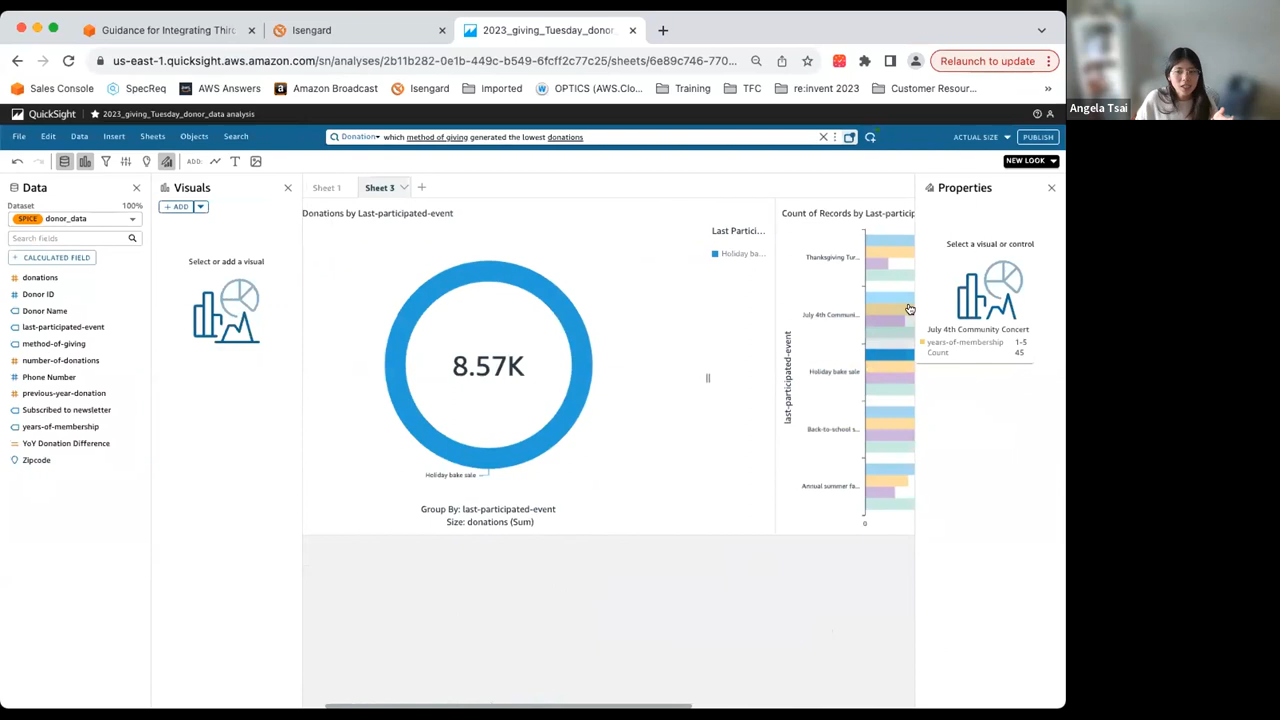 Guidance for Integrating Thir
Isengard
2023_giving_Tuesday_donor_
us-east-1.quicksight.aws.amazon.com/sn/analyses/2b11b282-0e1b-449c-b549-6fcff2c77c25/sheets/6e89c746-770...
Relaunch to update
Sales Console
SpecReq
AWS Answers
Amazon Broadcast
Isengard
Imported
OPTICS (AWS.Clo...
Training
TFC
re:invent 2023
Customer Resour...
»
Angela Tsai
QuickSight
2023_giving_Tuesday_donor_data analysis
File Edit Data Insert Sheets Objects Search
Donation which method of giving generated the lowest donations
ACTUAL SIZE
PUBLISH
ADD:
NEW LOOK
Data
Visuals
Sheet 1
Sheet 3
Properties
Dataset
100%
SPICE donor_data
Search fields
CALCULATED FIELD
donations
Donor ID
Donor Name
last-participated-event
method-of-giving
number-of-donations
Phone Number
previous-year-donation
Subscribed to newsletter
years-of-membership
YoY Donation Difference
Zipcode
+ ADD
Select or add a visual
Donations by Last-participated-event
Last Partici...
Holiday ba...
8.57K
Holiday bake sale
Group By: last-participated-event
Size: donations (Sum)
Count of Records by Last-particip
last-participated-event
Thanksgiving Tur...
July 4th Communi...
Holiday bake sale
Back-to-school s...
Annual summer fa...
0
Select a visual or control
July 4th Community Concert
years-of-membership 1-5
Count 45